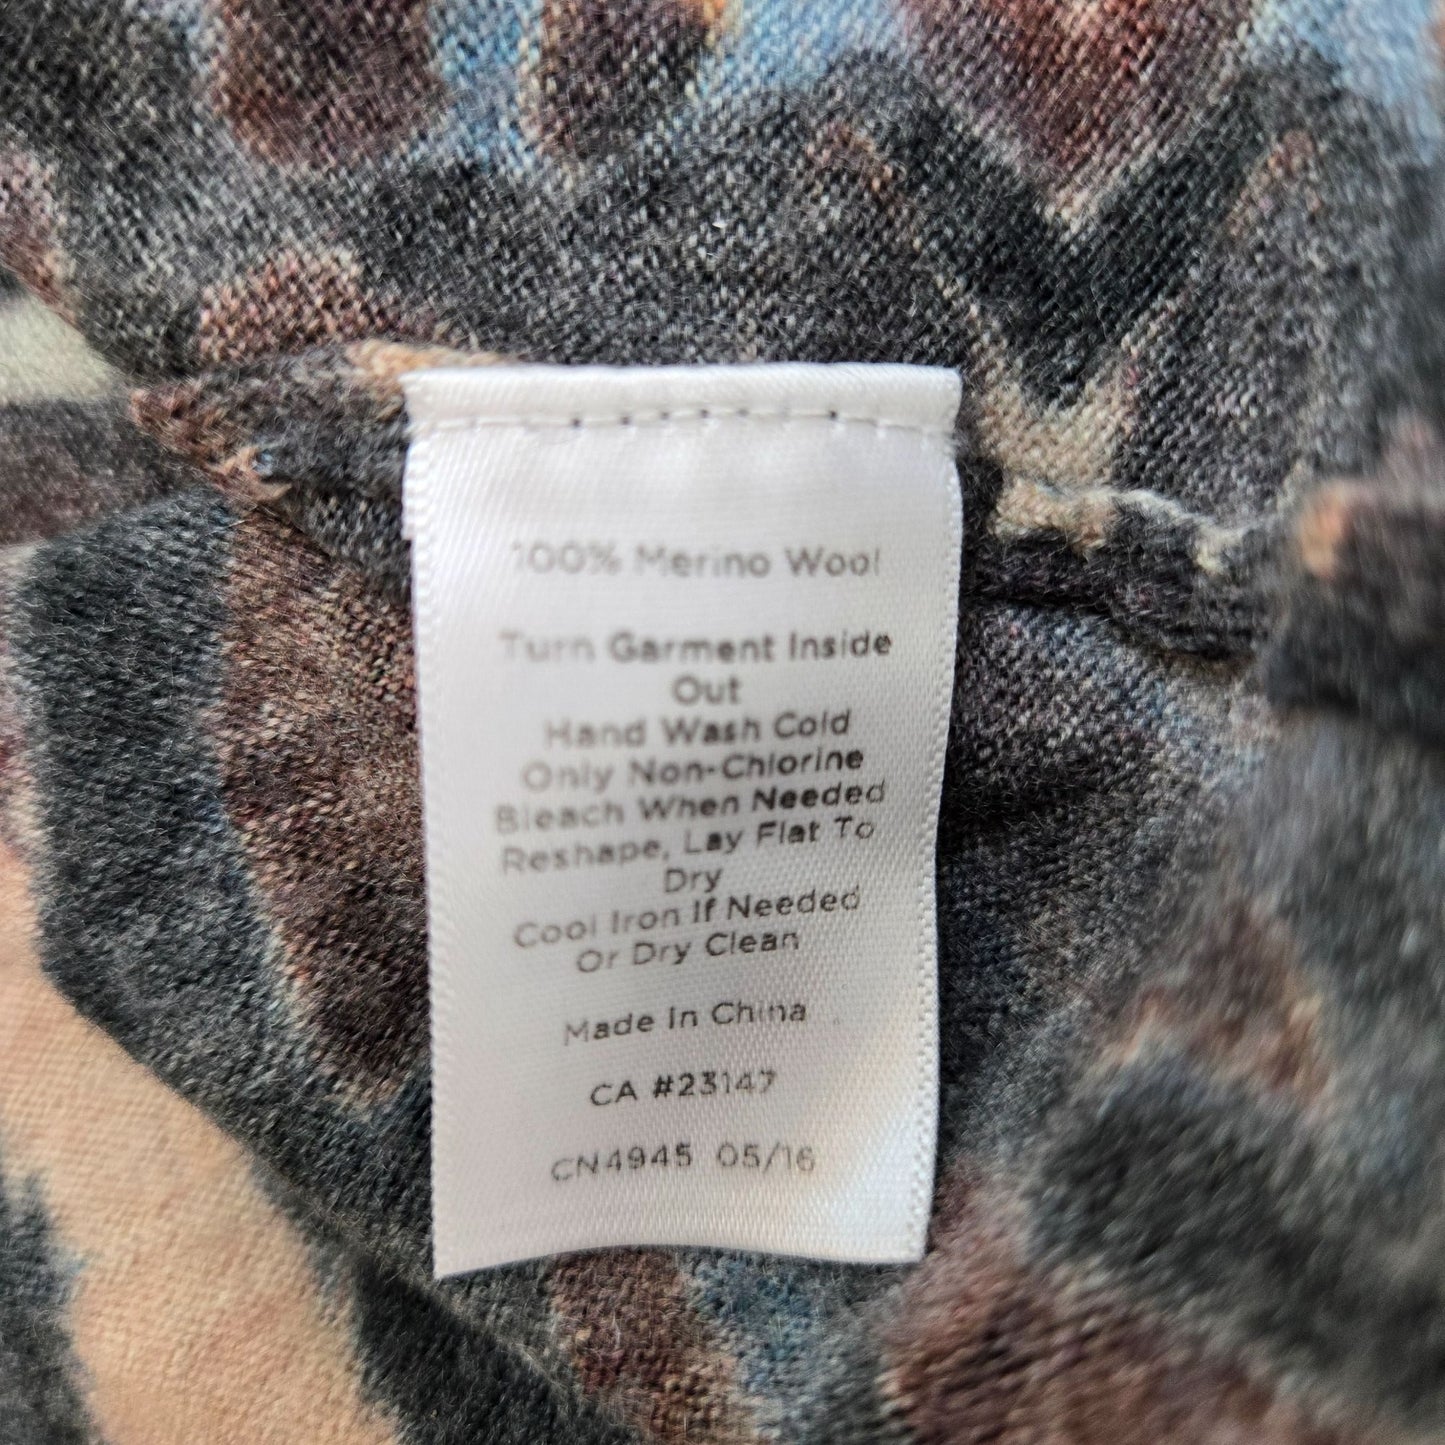 100% Merino Wool
Turn Garment Inside
Out
Hand Wash Cold
Only Non-Chlorine
Bleach When Needed
Reshape, Lay Flat To
Dry
Cool Iron If Needed
Or Dry Clean
Made In China
CA #23147
CN4945 05/16